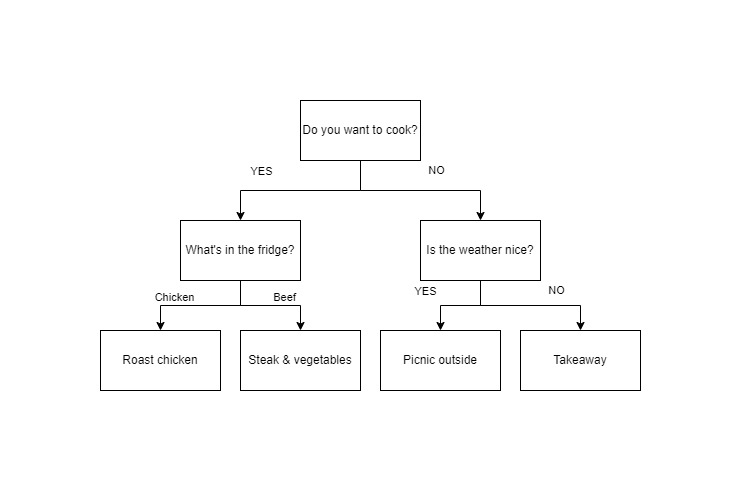 Do you want to cook?
YES
NO
What's in the fridge?
Is the weather nice?
Chicken
Beef
YES
NO
Roast chicken
Steak & vegetables
Picnic outside
Takeaway